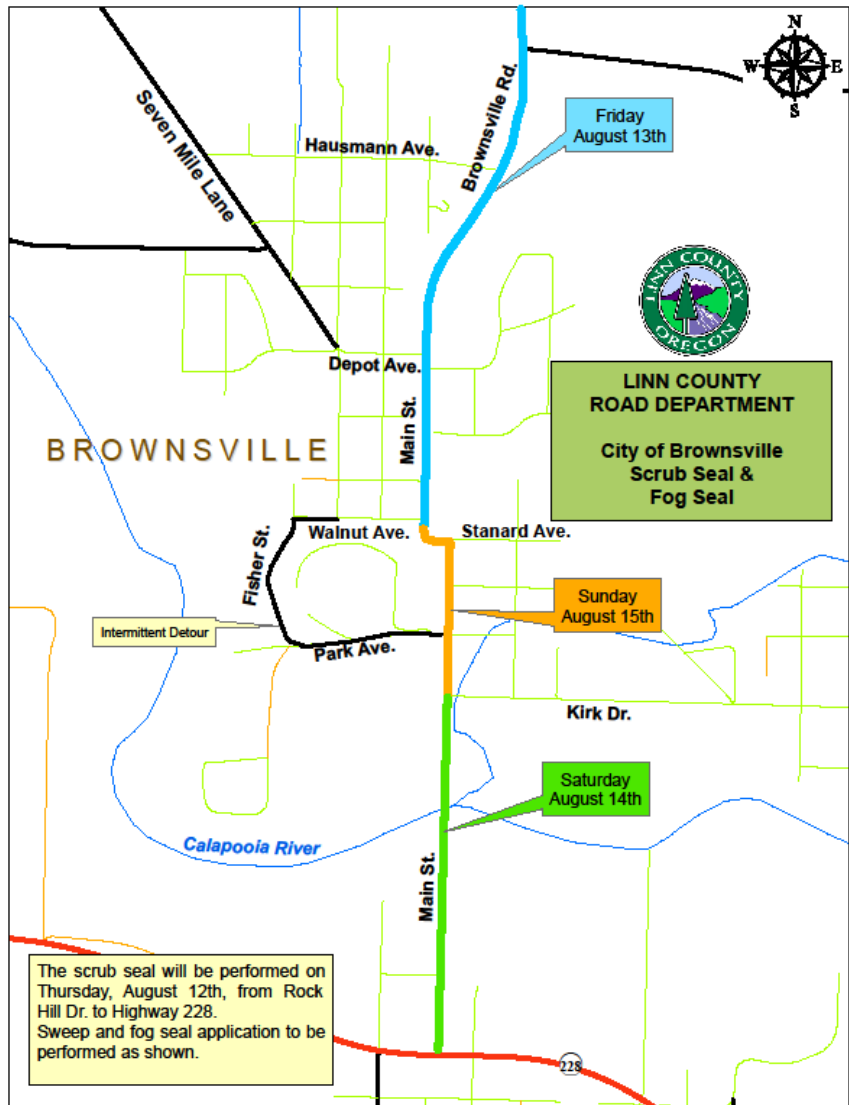 N
W
E
S
Seven Mile Lane
Hausmann Ave.
Brownsville Rd.
Friday
August 13th
LINN COUNTY
OREGON
LINN COUNTY
ROAD DEPARTMENT
City of Brownsville
Scrub Seal &
Fog Seal
Depot Ave.
Main St.
BROWNSVILLE
Walnut Ave.
Stanard Ave.
Fisher St.
Sunday
August 15th
Intermittent Detour
Park Ave.
Kirk Dr.
Saturday
August 14th
Calapooia River
Main St.
The scrub seal will be performed on
Thursday, August 12th, from Rock
Hill Dr. to Highway 228.
Sweep and fog seal application to be
performed as shown.
228